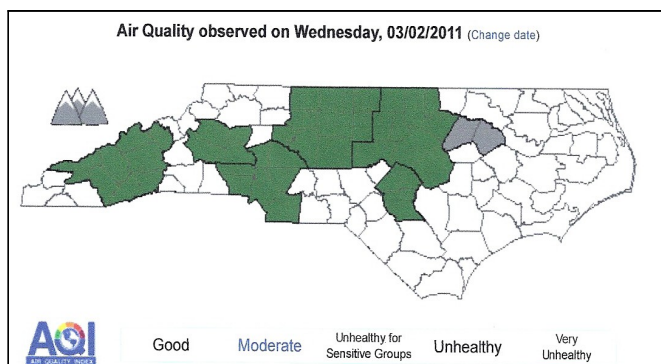 Air Quality observed on Wednesday, 03/02/2011 (Change date)
AQI
AIR QUALITY INDEX
Good
Moderate
Unhealthy for
Sensitive Groups
Unhealthy
Very
Unhealthy